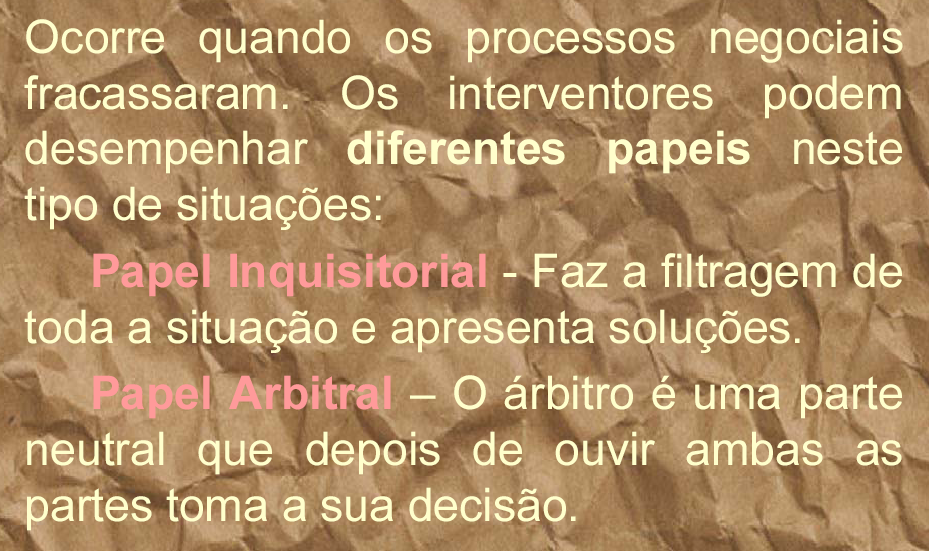 Ocorre quando os processos negociais
fracassaram. Os interventores podem
desempenhar diferentes papeis neste
tipo de situações:
Papel Inquisitorial - Faz a filtragem de
toda a situação e apresenta soluções.
Papel Arbitral – O árbitro é uma parte
neutral que depois de ouvir ambas as
partes toma a sua decisão.